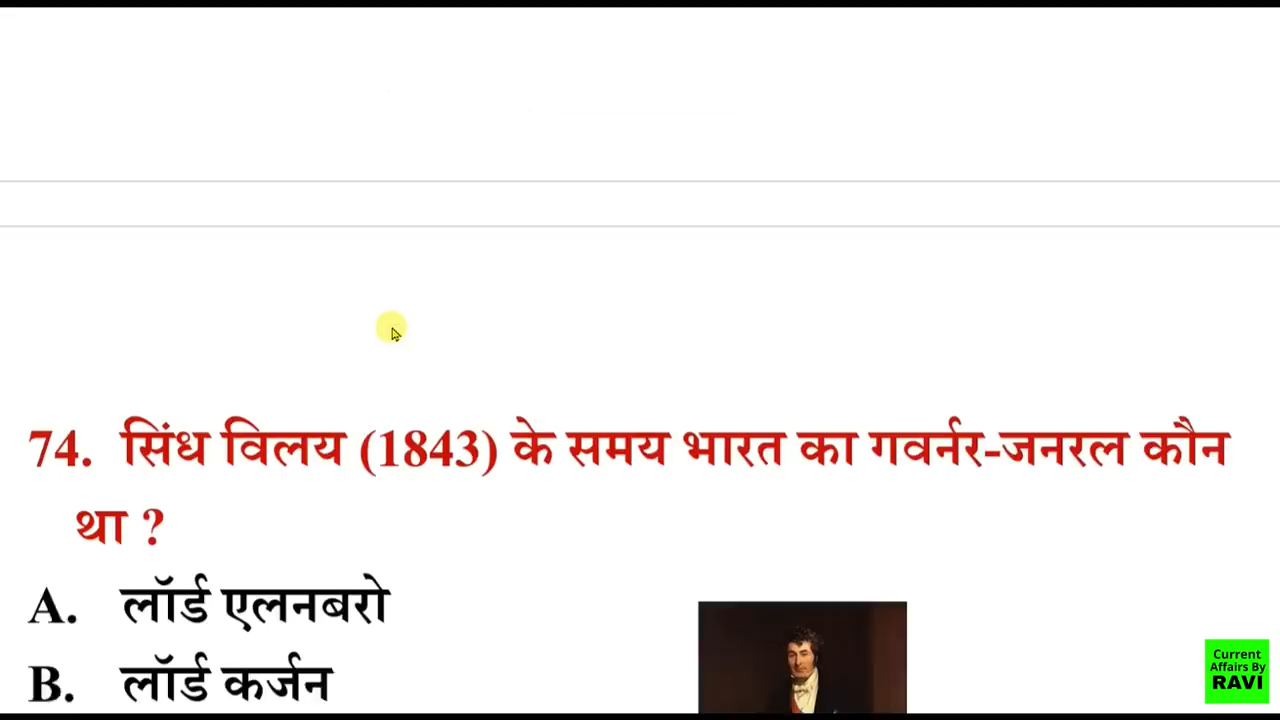 74. सिंध विलय (1843) के समय भारत का गवर्नर-जनरल कौन
था ?
A. लॉर्ड एलनबरो
B. लॉर्ड कर्जन
Current
Affairs By
RAVI